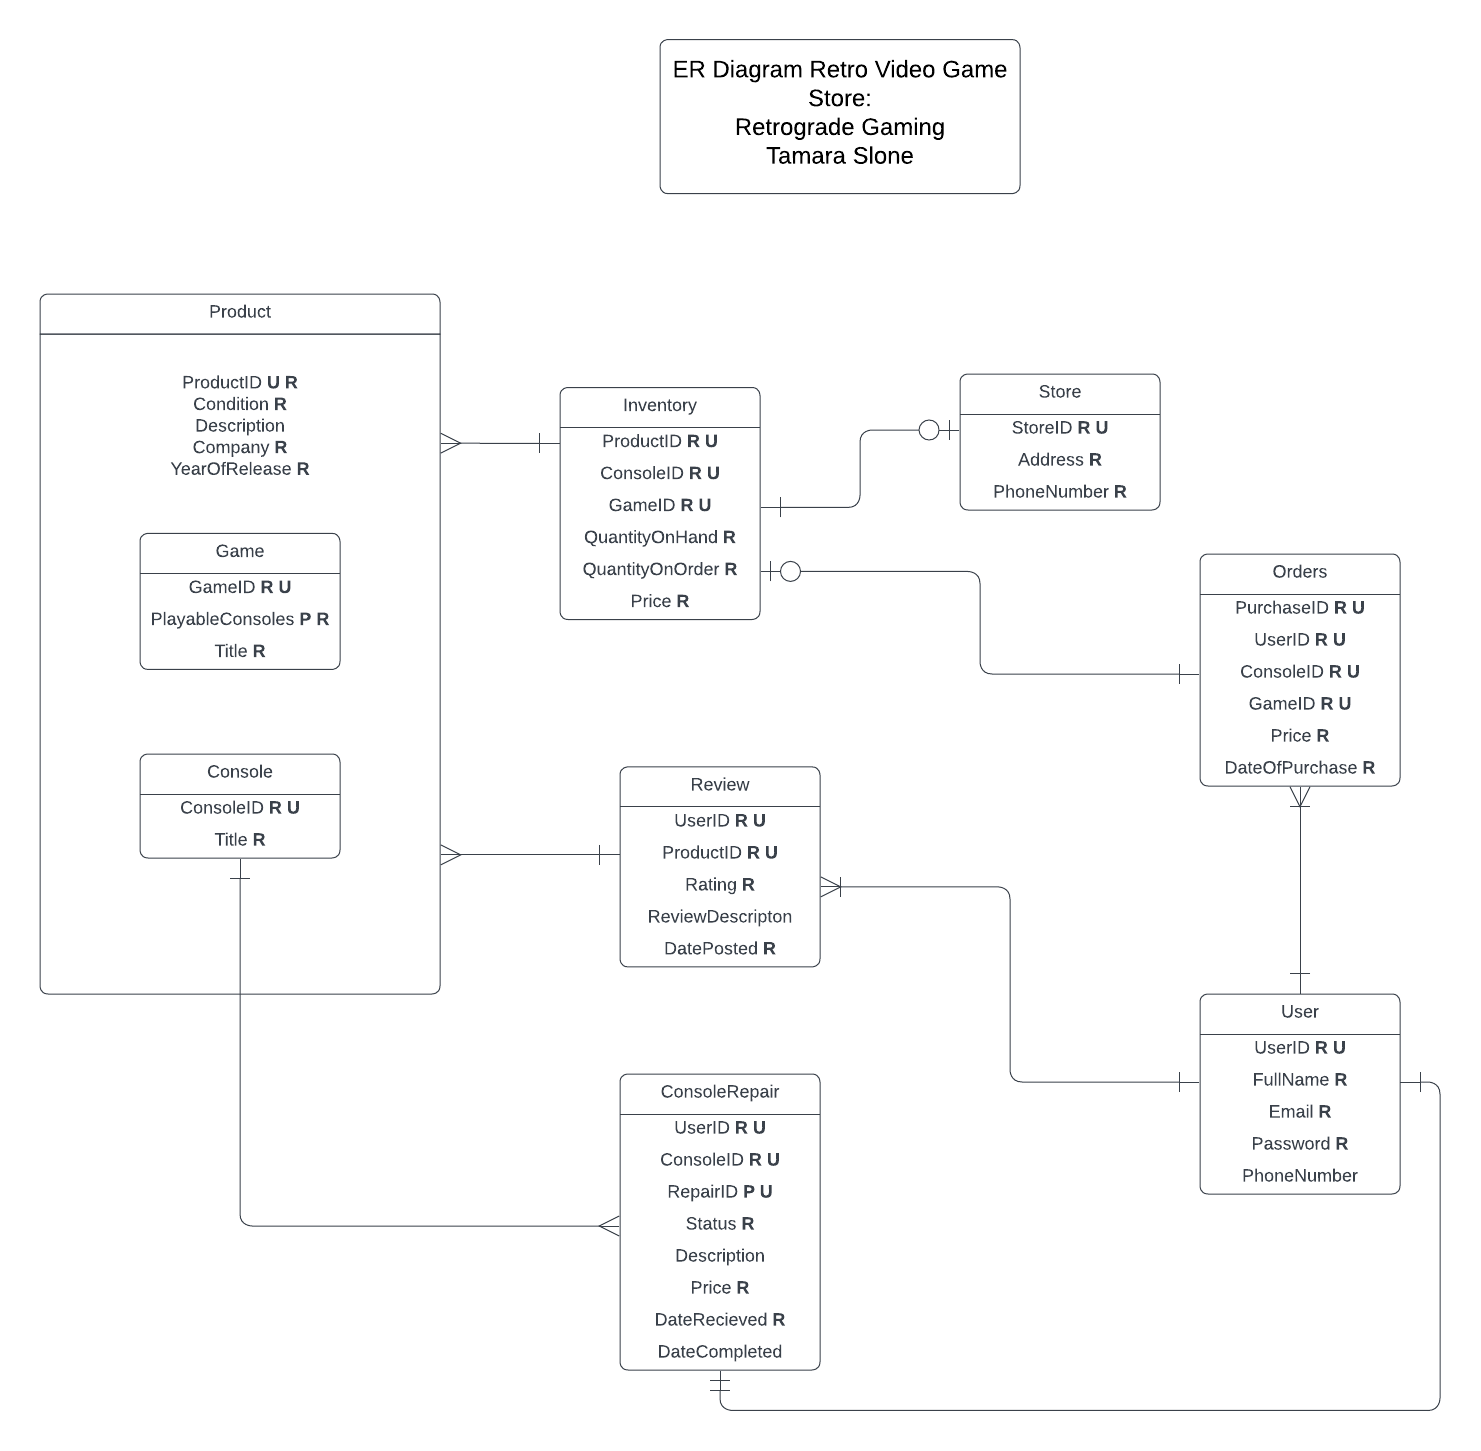 ER Diagram Retro Video Game
Store:
Retrograde Gaming
Tamara Slone
Product
ProductID U R
Condition R
Description
Company R
YearOfRelease R
Game
GameID R U
PlayableConsoles P R
Title R
Console
ConsoleID R U
Title R
Inventory
ProductID R U
ConsoleID R U
GameID R U
QuantityOnHand R
QuantityOnOrder R
Price R
Store
StoreID R U
Address R
PhoneNumber R
Orders
PurchaseID R U
UserID R U
ConsoleID R U
GameID R U
Price R
DateOfPurchase R
Review
UserID R U
ProductID R U
Rating R
ReviewDescripton
DatePosted R
User
UserID R U
FullName R
Email R
Password R
PhoneNumber
ConsoleRepair
UserID R U
ConsoleID R U
RepairID P U
Status R
Description
Price R
DateRecieved R
DateCompleted